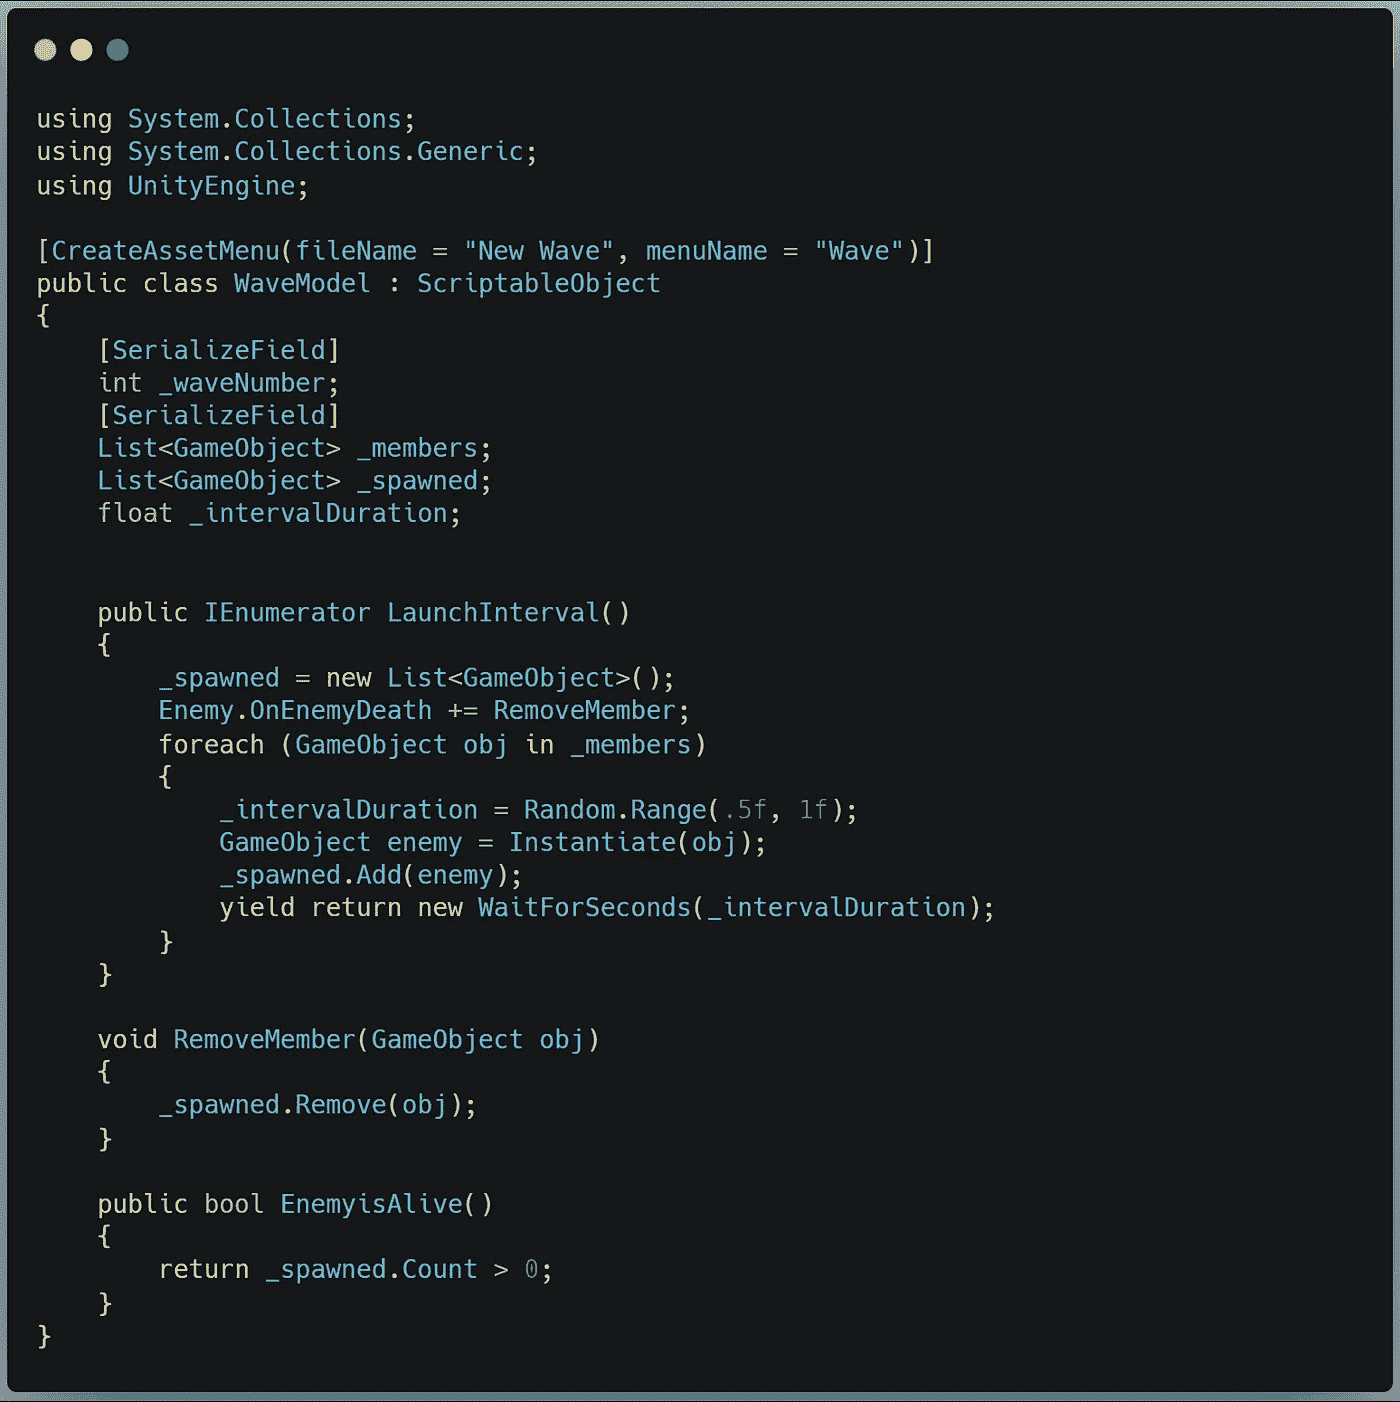 using System.Collections;
using System.Collections.Generic;
using UnityEngine;

[CreateAssetMenu(fileName = "New Wave", menuName = "Wave")]
public class WaveModel : ScriptableObject
{
    [SerializeField]
    int _waveNumber;
    [SerializeField]
    List<GameObject> _members;
    List<GameObject> _spawned;
    float _intervalDuration;


    public IEnumerator LaunchInterval()
    {
        _spawned = new List<GameObject>();
        Enemy.OnEnemyDeath += RemoveMember;
        foreach (GameObject obj in _members)
        {
            _intervalDuration = Random.Range(.5f, 1f);
            GameObject enemy = Instantiate(obj);
            _spawned.Add(enemy);
            yield return new WaitForSeconds(_intervalDuration);
        }
    }

    void RemoveMember(GameObject obj)
    {
        _spawned.Remove(obj);
    }

    public bool EnemyisAlive()
    {
        return _spawned.Count > 0;
    }
}